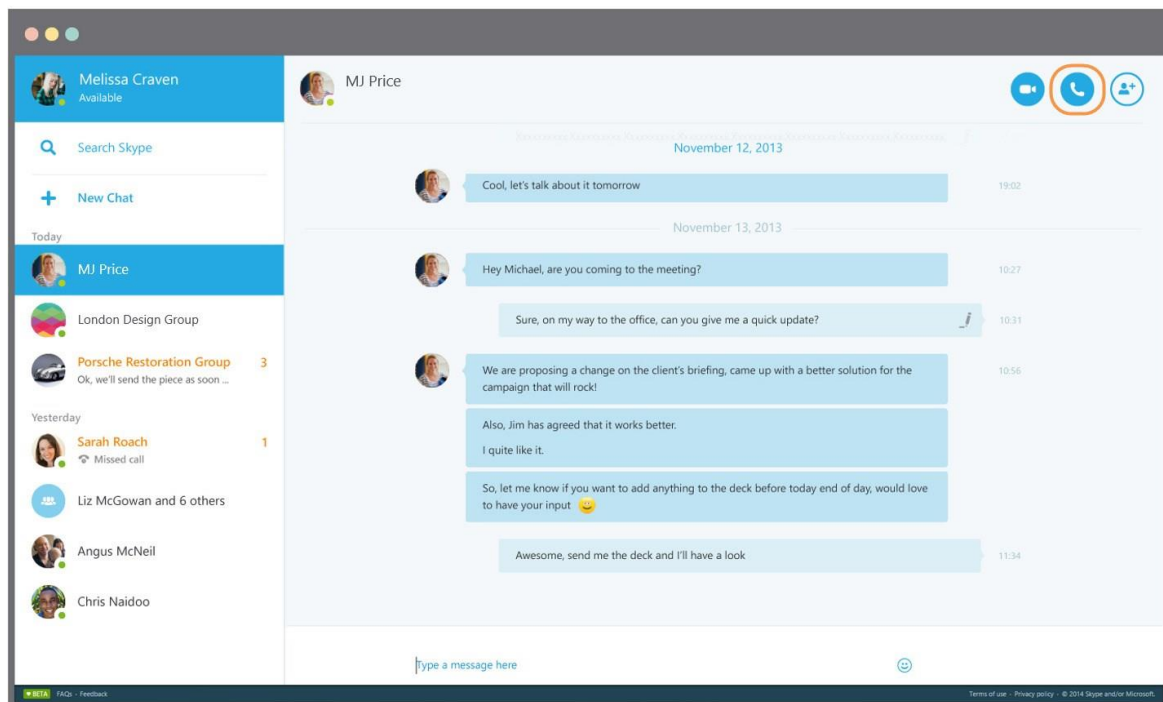 Melissa Craven
Available
Search Skype
New Chat
Today
MJ Price
London Design Group
Porsche Restoration Group 3
Ok, we'll send the piece as soon ...
Yesterday
Sarah Roach 1
Missed call
Liz McGowan and 6 others
Angus McNeil
Chris Naidoo
MJ Price
November 12, 2013
Cool, let's talk about it tomorrow 19:02
November 13, 2013
Hey Michael, are you coming to the meeting? 10:27
Sure, on my way to the office, can you give me a quick update? 10:31
We are proposing a change on the client's briefing, came up with a better solution for the 10:56
campaign that will rock!
Also, Jim has agreed that it works better.
I quite like it.
So, let me know if you want to add anything to the deck before today end of day, would love
to have your input
Awesome, send me the deck and I'll have a look 11:34
Type a message here
BETA FAQs - Feedback
Terms of use - Privacy policy - © 2014 Skype and/or Microsoft.